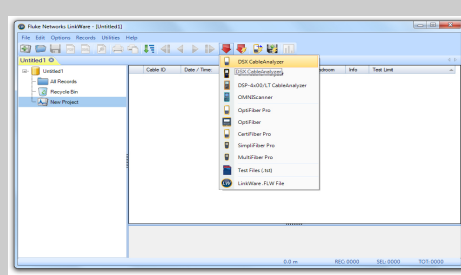 Fluke Networks LinkWare - [Untitled1]
File Edit Options Records Utilities Help
Untitled1
Untitled1
All Records
Recycle Bin
New Project
Cable ID Date / Time: Info Test Limit
DSX CableAnalyzer
DSX CableAnalyzer
DSP-4x00/LT CableAnalyzer
OMNIScanner
OptiFiber Pro
OptiFiber
CertiFiber Pro
SimpliFiber Pro
MultiFiber Pro
Test Files (.tst)
LinkWare .FLW File
0.0 m REC: 0000 SEL: 0000 TOT: 0000